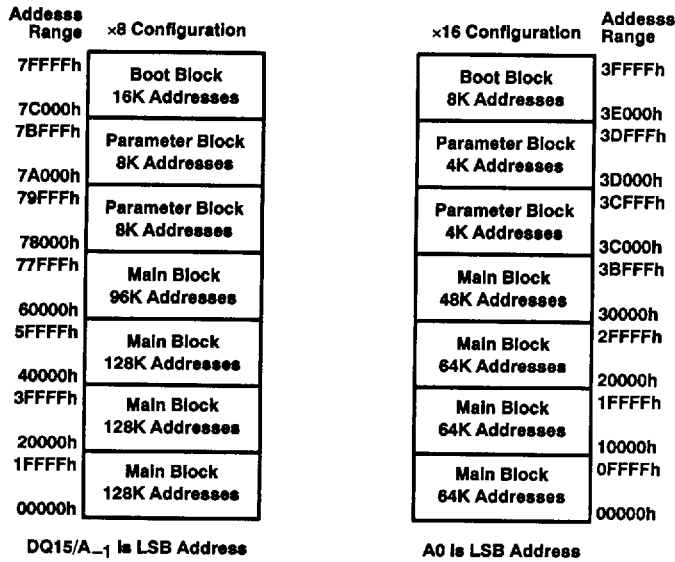 Addesss
Range
×8 Configuration
7FFFFh
Boot Block
16K Addresses
7C000h
7BFFFh
Parameter Block
8K Addresses
7A000h
79FFFh
Parameter Block
8K Addresses
78000h
77FFFh
Main Block
96K Addresses
60000h
5FFFFh
Main Block
128K Addresses
40000h
3FFFFh
Main Block
128K Addresses
20000h
1FFFFh
Main Block
128K Addresses
00000h
DQ15/A–1 is LSB Address
×16 Configuration
Addesss
Range
Boot Block
8K Addresses
3FFFFh
3E000h
Parameter Block
4K Addresses
3DFFFh
3D000h
Parameter Block
4K Addresses
3CFFFh
3C000h
Main Block
48K Addresses
3BFFFh
30000h
Main Block
64K Addresses
2FFFFh
20000h
Main Block
64K Addresses
1FFFFh
10000h
Main Block
64K Addresses
0FFFFh
00000h
A0 is LSB Address